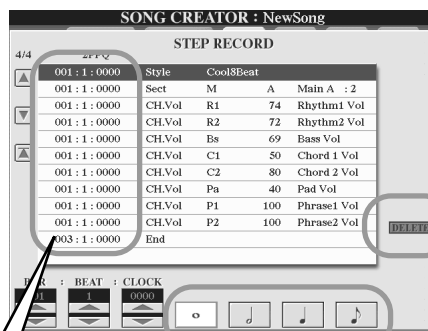 SONG CREATOR : NewSong
STEP RECORD
4/4
001 : 1 : 0000 Style Cool8Beat
001 : 1 : 0000 Sect M A Main A : 2
001 : 1 : 0000 CH.Vol R1 74 Rhythm1 Vol
001 : 1 : 0000 CH.Vol R2 72 Rhythm2 Vol
001 : 1 : 0000 CH.Vol Bs 69 Bass Vol
001 : 1 : 0000 CH.Vol C1 50 Chord 1 Vol
001 : 1 : 0000 CH.Vol C2 80 Chord 2 Vol
001 : 1 : 0000 CH.Vol Pa 40 Pad Vol
001 : 1 : 0000 CH.Vol P1 100 Phrase1 Vol
001 : 1 : 0000 CH.Vol P2 100 Phrase2 Vol
003 : 1 : 0000 End
DELETE
: BEAT : CLOCK
1 0000